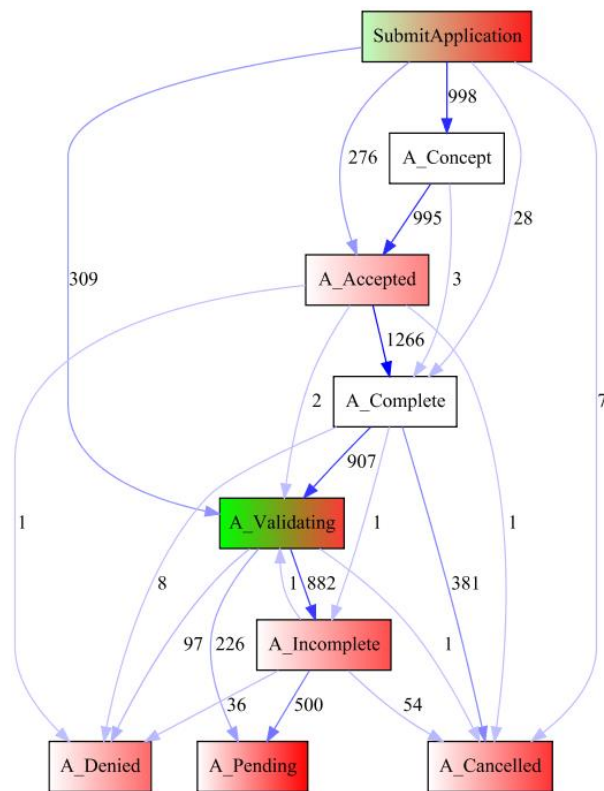 SubmitApplication
998
A_Concept
276
995
28
309
3
A_Accepted
1266
A_Complete
2
7
907
A_Validating
1
8
1
882
1
381
1
A_Incomplete
97
226
1
36
500
54
A_Denied
A_Pending
A_Cancelled